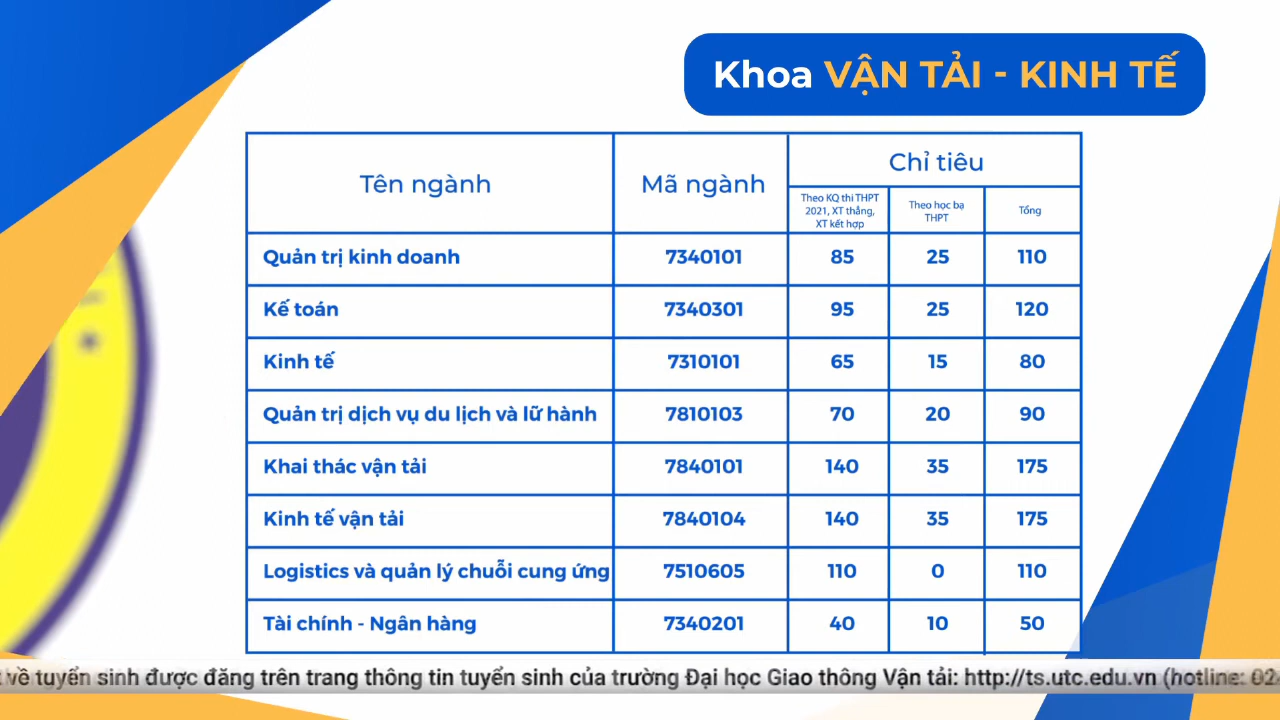 Khoa VẬN TẢI - KINH TẾ
Tên ngành Mã ngành Chỉ tiêu
Theo KQ thi THPT
2021, XT thẳng,
XT kết hợp
Theo học bạ
THPT
Tổng
Quản trị kinh doanh 7340101 85 25 110
Kế toán 7340301 95 25 120
Kinh tế 7310101 65 15 80
Quản trị dịch vụ du lịch và lữ hành 7810103 70 20 90
Khai thác vận tải 7840101 140 35 175
Kinh tế vận tải 7840104 140 35 175
Logistics và quản lý chuỗi cung ứng 7510605 110 0 110
Tài chính - Ngân hàng 7340201 40 10 50
về tuyển sinh được đăng trên trang thông tin tuyển sinh của trường Đại học Giao thông Vận tải: http://ts.utc.edu.vn (hotline: 024